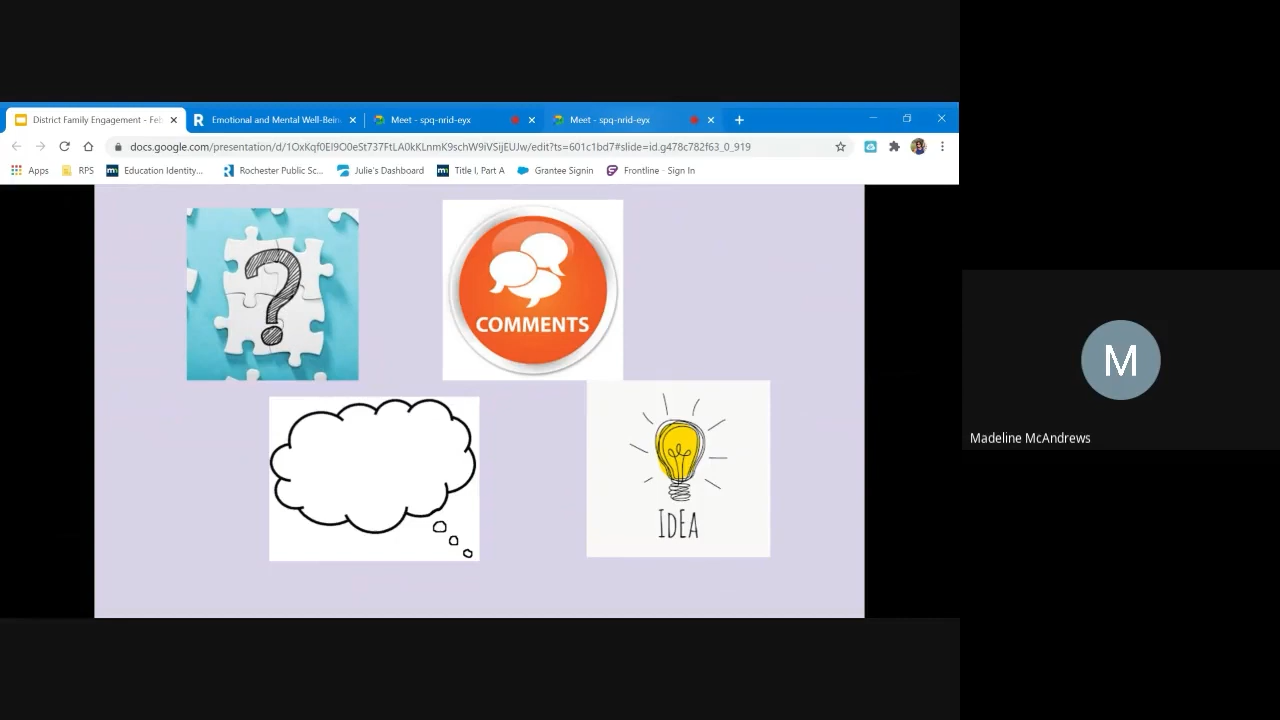 District Family Engagement - Feb
Emotional and Mental Well-Bein
Meet - spq-nrid-eyx
Meet - spq-nrid-eyx
docs.google.com/presentation/d/1OxKqf0EI9O0eSt737FtLA0kKLnmK9schW9iVSijEUJw/edit?ts=601c1bd7#slide=id.g478c782f63_0_919
Apps
RPS
Education Identity...
Rochester Public Sc...
Julie's Dashboard
Title I, Part A
Grantee Signin
Frontline - Sign In
?
COMMENTS
IDEA
M
Madeline McAndrews